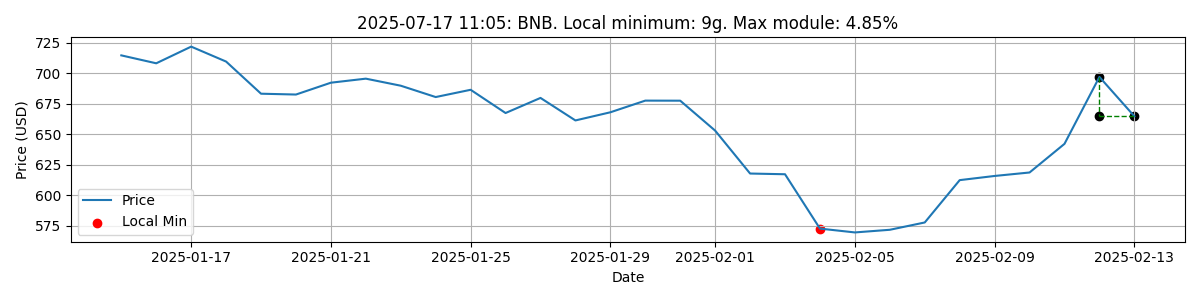 2025-07-17 11:05: BNB. Local minimum: 9g. Max module: 4.85%
Price (USD)
725
700
675
650
625
600
575
Price
Local Min
2025-01-17 2025-01-21 2025-01-25 2025-01-29 2025-02-01 2025-02-05 2025-02-09 2025-02-13
Date